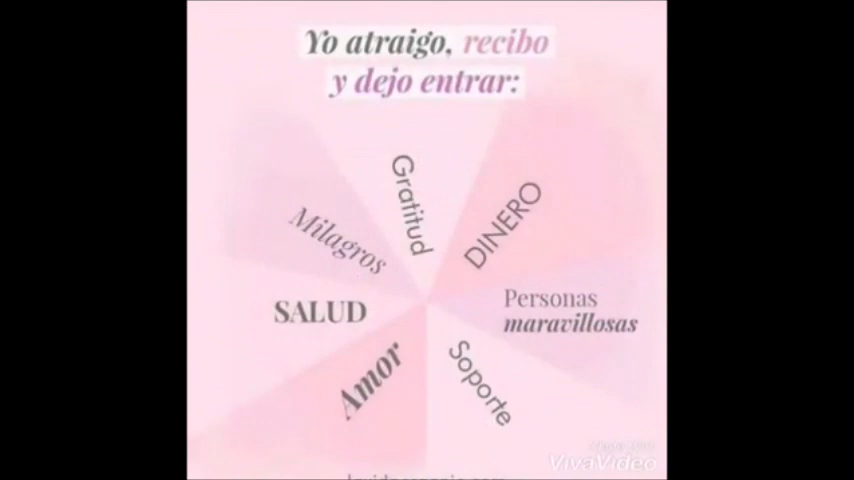 Yo atraigo, recibo
y dejo entrar:
Gratitud
DINERO
Milagros
Personas
maravillosas
SALUD
Amor
Soporte
VivaVideo